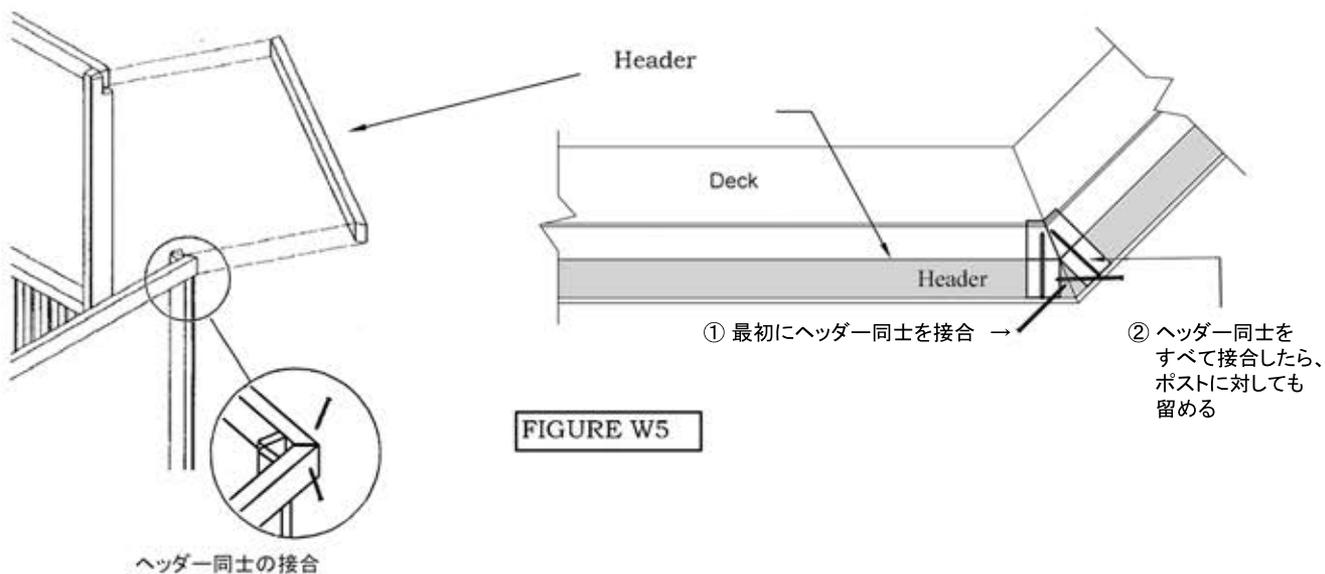 Header
Deck
Header
① 最初にヘッダー同士を接合 →
② ヘッダー同士を
すべて接合したら、
ポストに対しても
留める
FIGURE W5
ヘッダー同士の接合